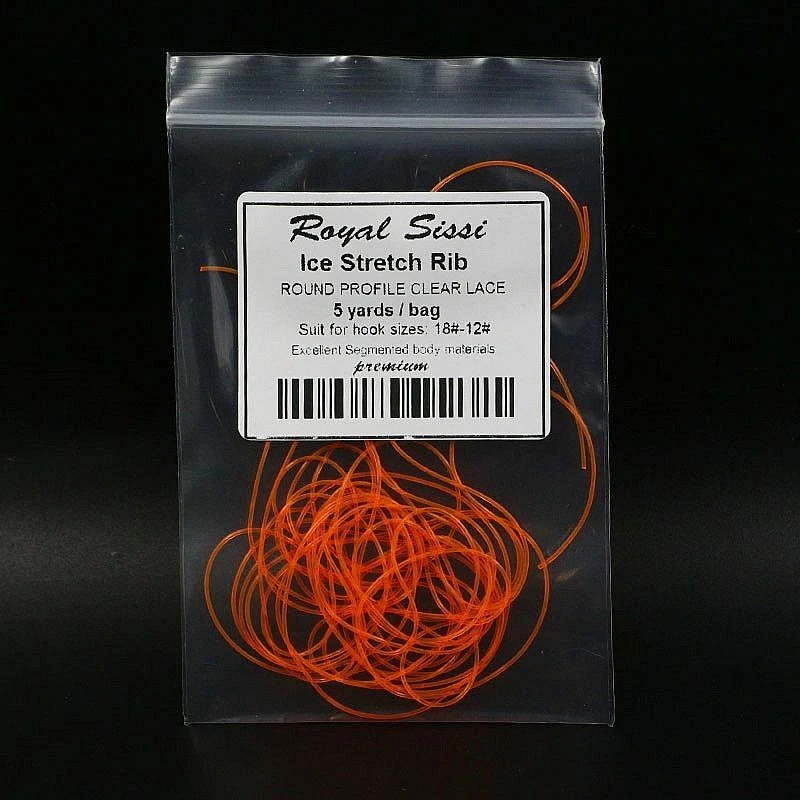 Royal Sissi
Ice Stretch Rib
ROUND PROFILE CLEAR LACE
5 yards / bag
Suit for hook sizes: 18#-12#
Excellent Segmented body materials
premium